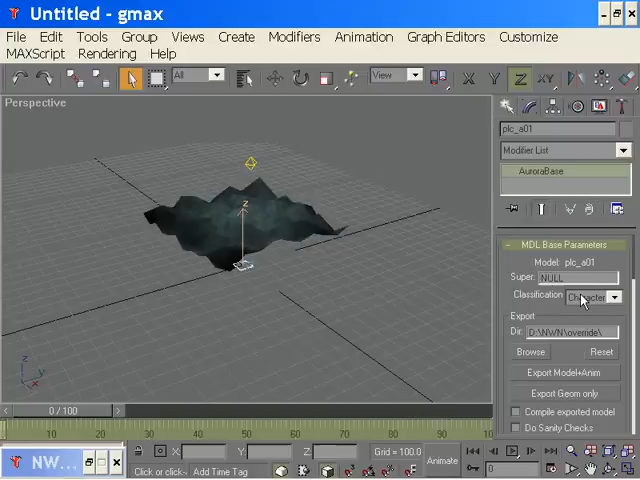 Untitled - gmax
File Edit Tools Group Views Create Modifiers Animation Graph Editors Customize
MAXScript Rendering Help
All View X Y Z XY
Perspective
plc_a01
Modifier List
AuroraBase
z
- MDL Base Parameters
Model: plc_a01
Super: NULL
Classification Character
Export
Dir: D:\NWN\override\
Browse Reset
Export Model+Anim
Export Geom only
Compile exported model
Do Sanity Checks
z y x
< 0 / 100 >
10 20 30 40 50 60 70 80 90
NW... X: Y: Z: Grid = 100.0 Animate
Click or click- Add Time Tag 0